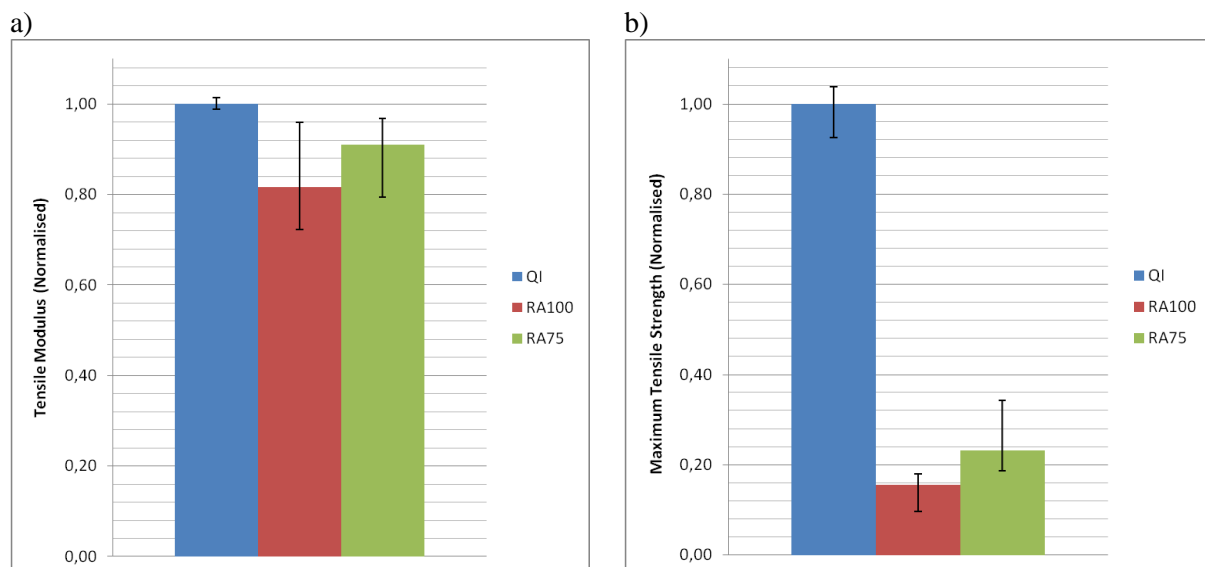 a)
Tensile Modulus (Normalised)
1,00
0,80
0,60
0,40
0,20
0,00
QI
RA100
RA75
b)
Maximum Tensile Strength (Normalised)
1,00
0,80
0,60
0,40
0,20
0,00
QI
RA100
RA75